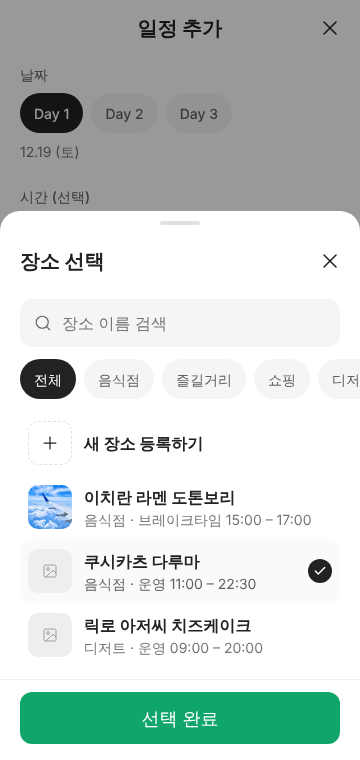 일정 추가
날짜
Day 1
Day 2
Day 3
12.19 (토)
시간 (선택)
장소 선택
장소 이름 검색
전체
음식점
즐길거리
쇼핑
디저
새 장소 등록하기
이치란 라멘 도톤보리
음식점 · 브레이크타임 15:00 – 17:00
쿠시카츠 다루마
음식점 · 운영 11:00 – 22:30
릭로 아저씨 치즈케이크
디저트 · 운영 09:00 – 20:00
선택 완료